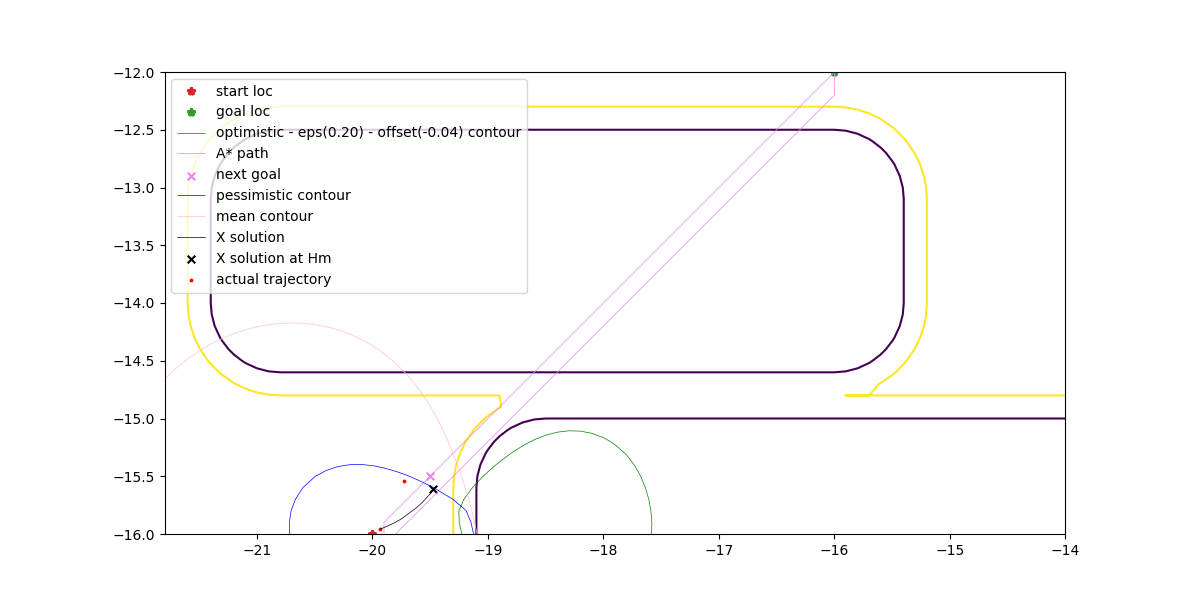 −12.0
start loc
goal loc
−12.5
optimistic - eps(0.20) - offset(-0.04) contour
A* path
next goal
−13.0
pessimistic contour
mean contour
−13.5
X solution
X solution at Hm
actual trajectory
−14.0
−14.5
−15.0
−15.5
−16.0
−21 −20 −19 −18 −17 −16 −15 −14